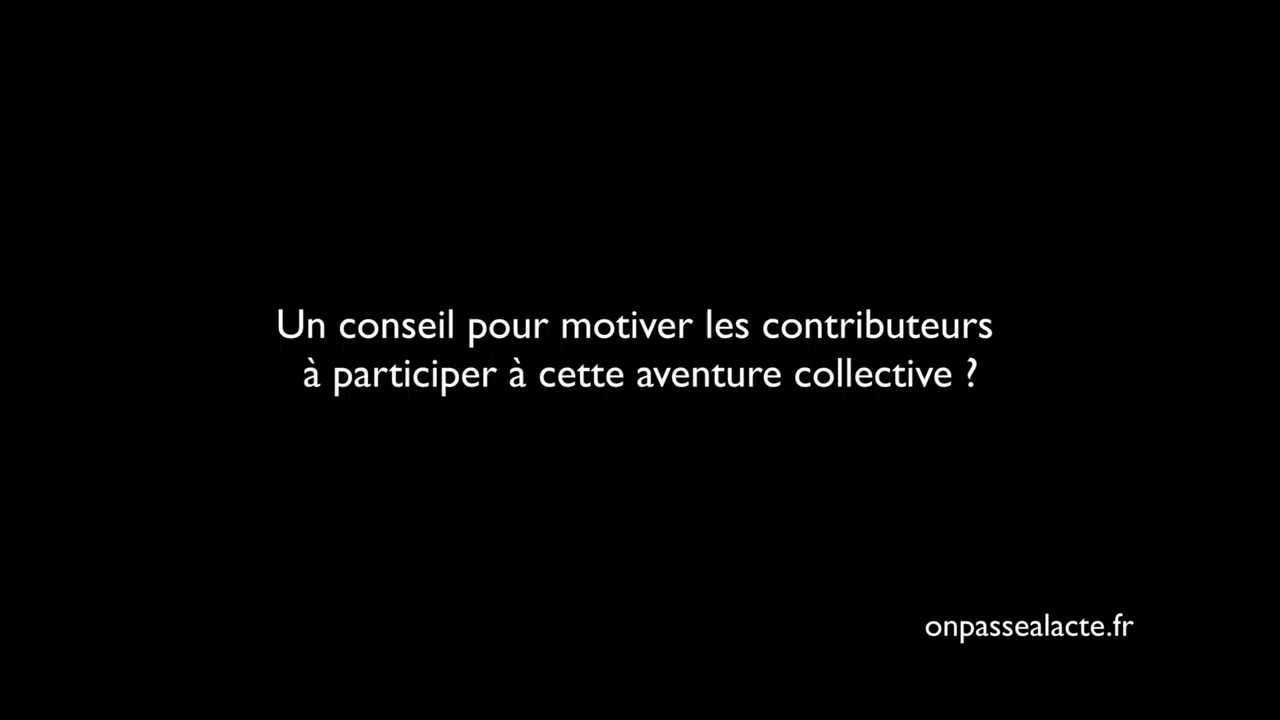 Un conseil pour motiver les contributeurs
à participer à cette aventure collective ?
onpassealacte.fr